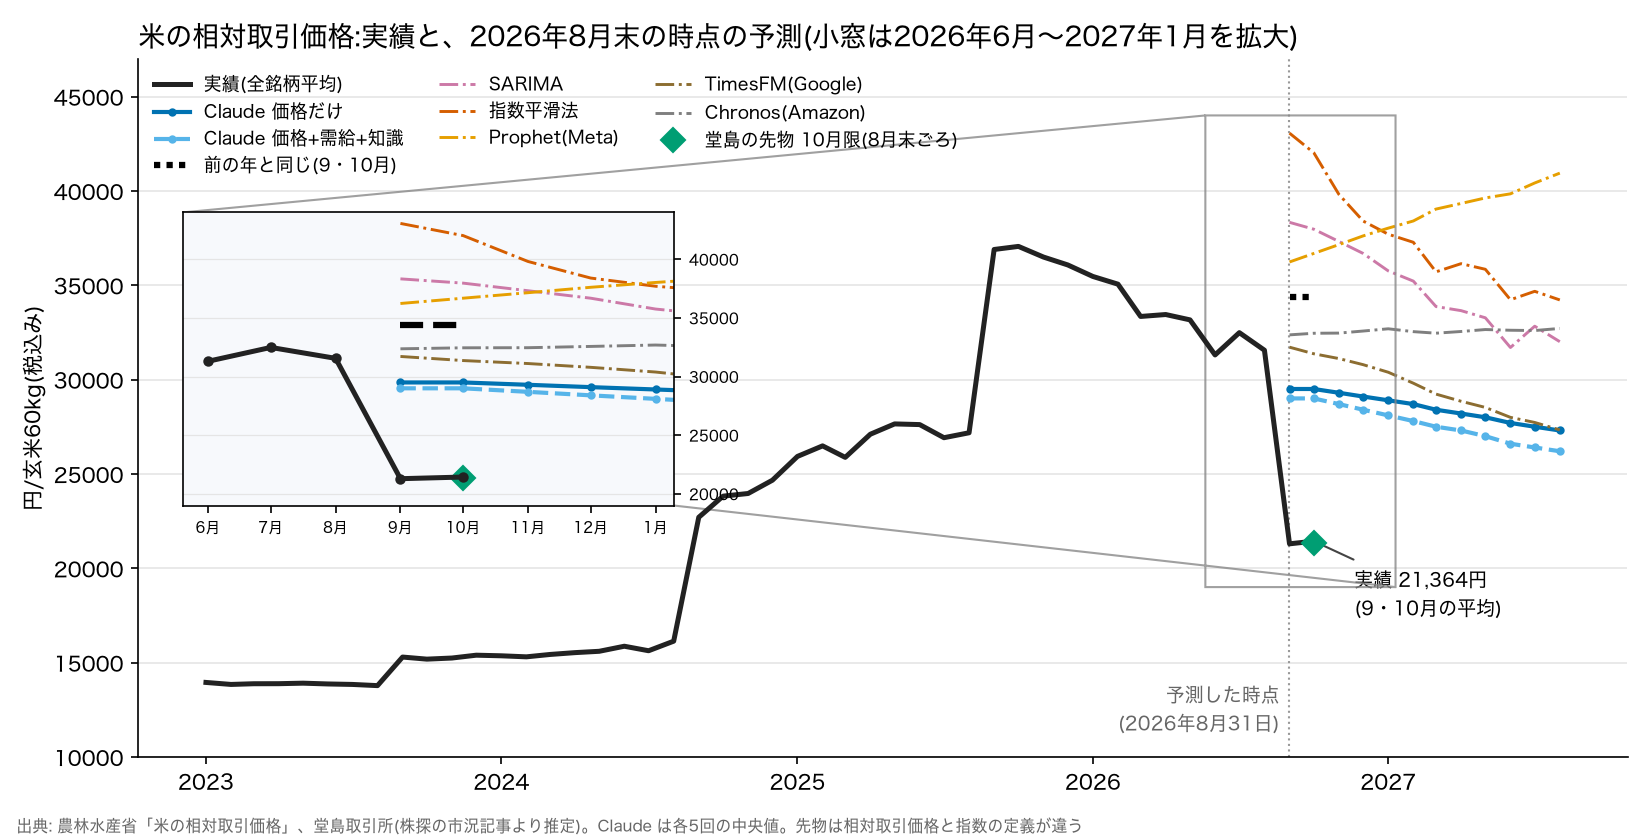 米の相対取引価格:実績と、2026年8月末の時点の予測(小窓は2026年6月～2027年1月を拡大)
円/玄米60kg(税込み)
45000
40000
35000
30000
25000
20000
15000
10000
実績(全銘柄平均)
Claude 価格だけ
Claude 価格+需給+知識
前の年と同じ(9・10月)
SARIMA
指数平滑法
Prophet(Meta)
TimesFM(Google)
Chronos(Amazon)
堂島の先物 10月限(8月末ごろ)
40000
35000
30000
25000
20000
6月
7月
8月
9月
10月
11月
12月
1月
実績 21,364円
(9・10月の平均)
予測した時点
(2026年8月31日)
2023
2024
2025
2026
2027
出典: 農林水産省「米の相対取引価格」、堂島取引所(株探の市況記事より推定)。Claude は各5回の中央値。先物は相対取引価格と指数の定義が違う